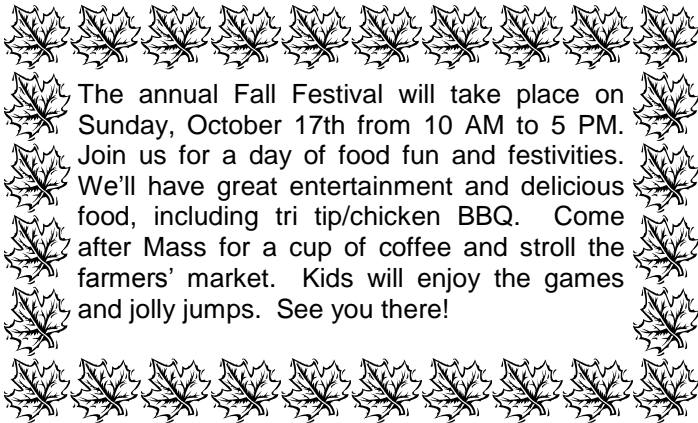 The annual Fall Festival will take place on
Sunday, October 17th from 10 AM to 5 PM.
Join us for a day of food fun and festivities.
We'll have great entertainment and delicious
food, including tri tip/chicken BBQ.  Come
after Mass for a cup of coffee and stroll the
farmers' market.  Kids will enjoy the games
and jolly jumps.  See you there!